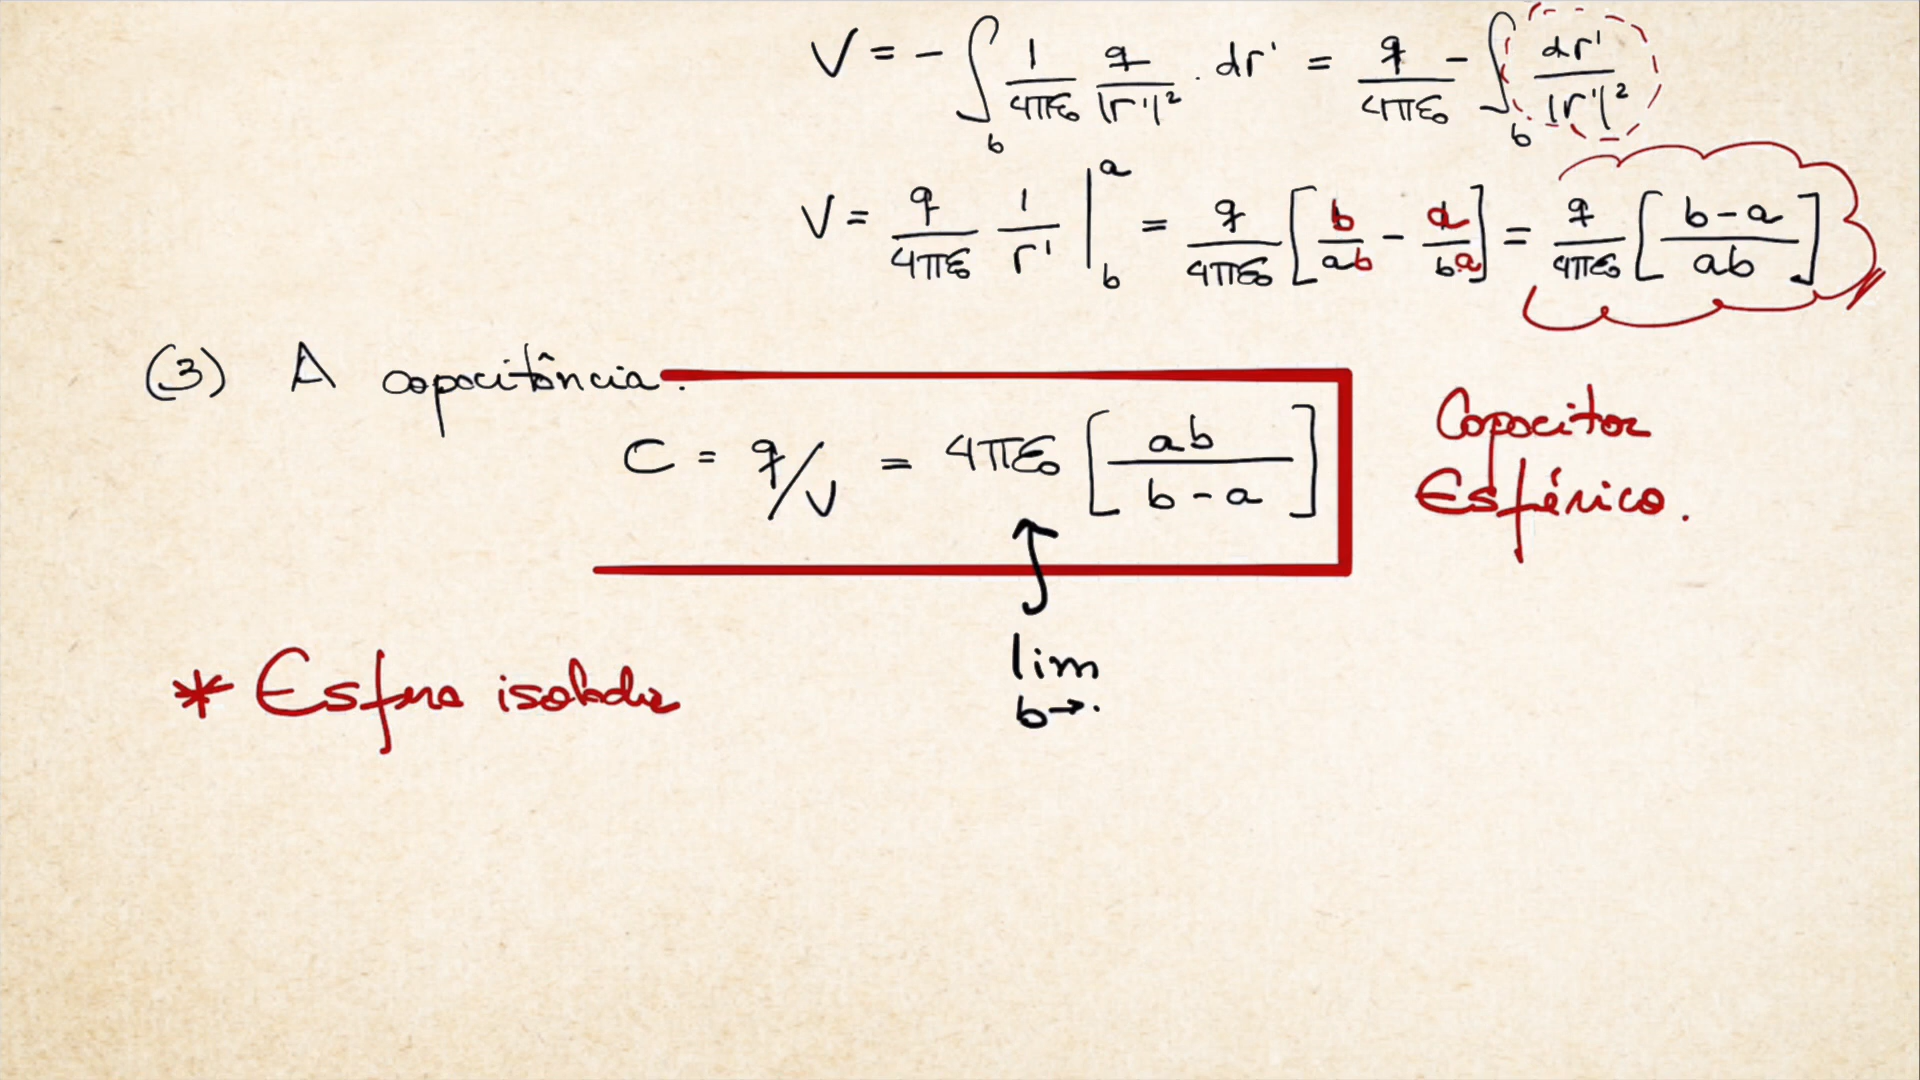 V = - ∫_b 1/4πε₀ q/|r'|² · dr' = q/4πε₀ - ∫_b dr'/|r'|²
V = q/4πε₀ 1/r' |_b^a = q/4πε₀ [b/ab - a/ba] = q/4πε₀ [b-a/ab]
(3) A capacitância.
C = q/V = 4πε₀ [ab/b-a]
Capacitor
Esférico.
* Esfera isolada
lim
b→.